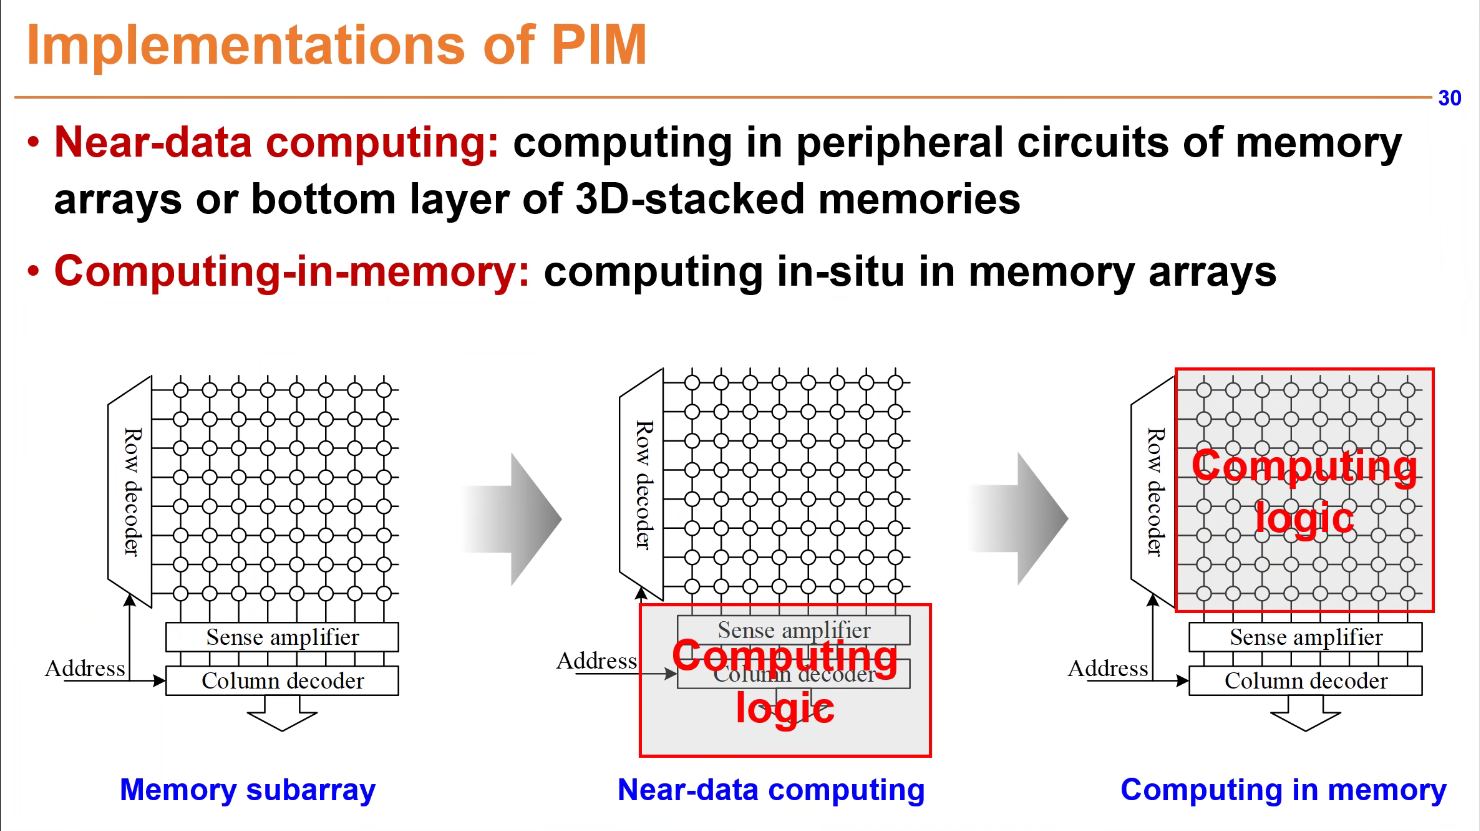 Implementations of PIM
30
• Near-data computing: computing in peripheral circuits of memory
arrays or bottom layer of 3D-stacked memories
• Computing-in-memory: computing in-situ in memory arrays
Row decoder
Sense amplifier
Address
Column decoder
Memory subarray
Row decoder
Sense amplifier
Computing
Address
Column decoder
logic
Near-data computing
Computing
logic
Row decoder
Sense amplifier
Address
Column decoder
Computing in memory